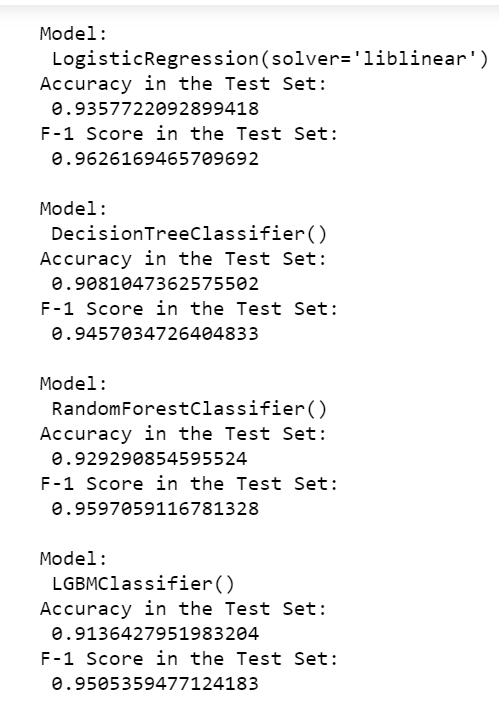 Model:
LogisticRegression(solver='liblinear')
Accuracy in the Test Set:
0.9357722092899418
F-1 Score in the Test Set:
0.9626169465709692
Model:
DecisionTreeClassifier()
Accuracy in the Test Set:
0.9081047362575502
F-1 Score in the Test Set:
0.9457034726404833
Model:
RandomForestClassifier()
Accuracy in the Test Set:
0.929290854595524
F-1 Score in the Test Set:
0.9597059116781328
Model:
LGBMClassifier()
Accuracy in the Test Set:
0.9136427951983204
F-1 Score in the Test Set:
0.9505359477124183